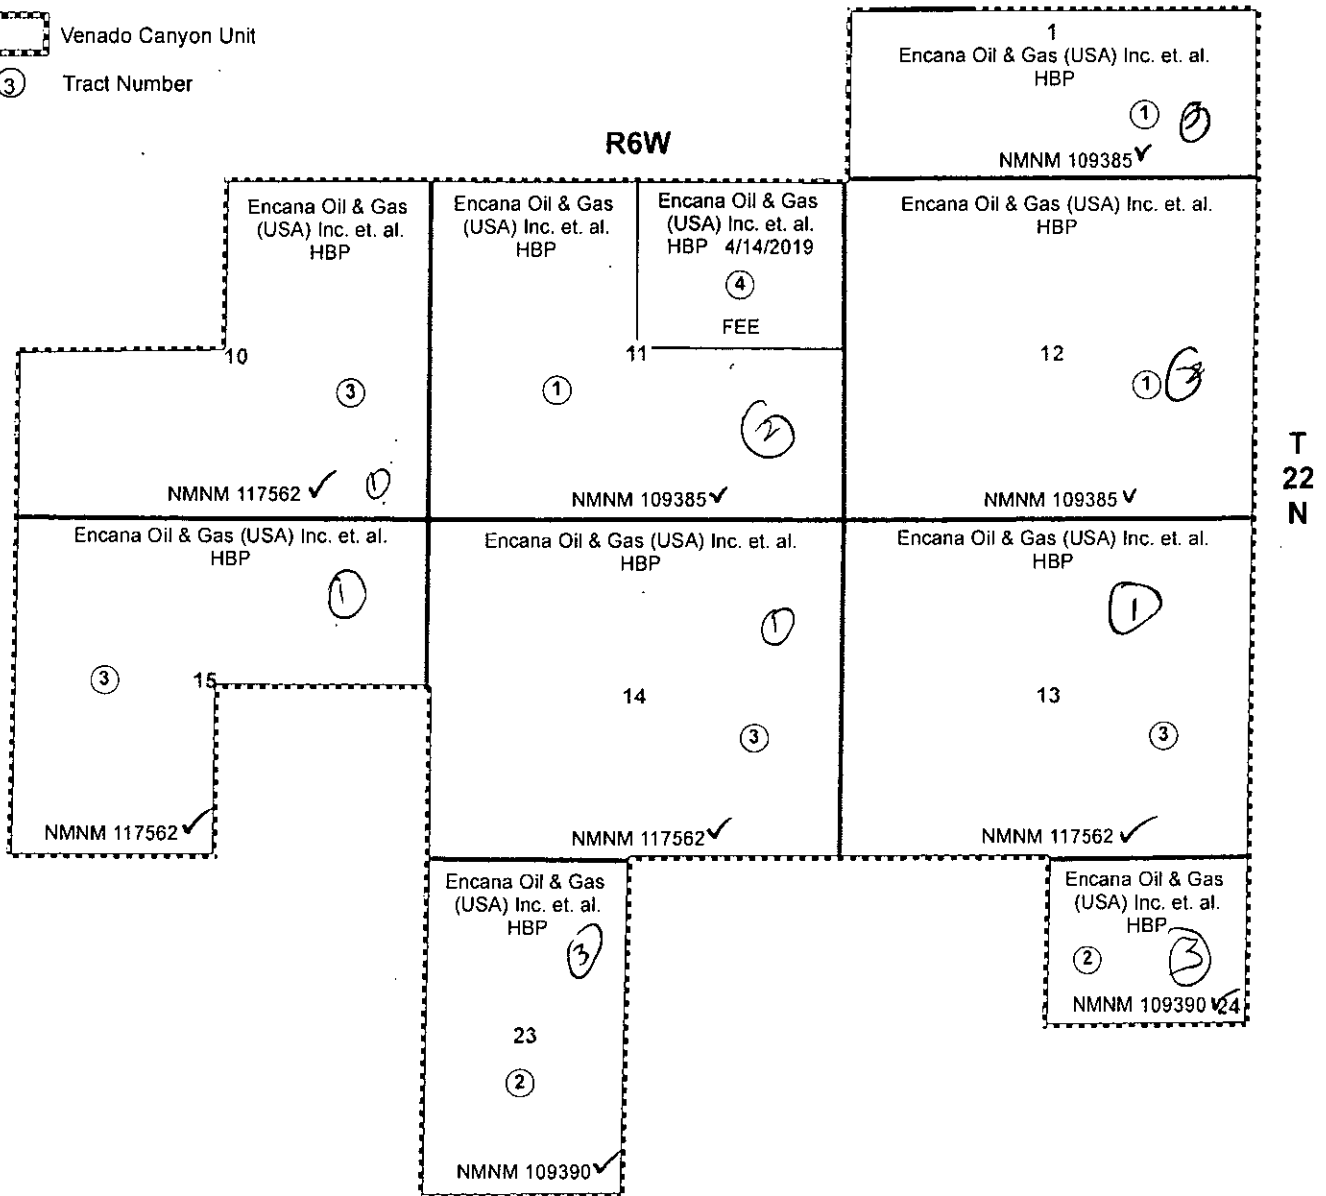 Venado Canyon Unit
3 Tract Number
R6W
1
Encana Oil & Gas (USA) Inc. et. al.
HBP
1
NMNM 109385 ✓
Encana Oil & Gas
(USA) Inc. et. al.
HBP
10
3
NMNM 117562 ✓ 1
Encana Oil & Gas
(USA) Inc. et. al.
HBP
11
1
2
NMNM 109385 ✓
Encana Oil & Gas
(USA) Inc. et. al.
HBP 4/14/2019
4
FEE
Encana Oil & Gas (USA) Inc. et. al.
HBP
12
1
NMNM 109385 ✓
T
22
N
Encana Oil & Gas (USA) Inc. et. al.
HBP
1
3
15
NMNM 117562 ✓
Encana Oil & Gas (USA) Inc. et. al.
HBP
1
14
3
NMNM 117562 ✓
Encana Oil & Gas (USA) Inc. et. al.
HBP
1
13
3
NMNM 117562 ✓
Encana Oil & Gas
(USA) Inc. et. al.
HBP
3
23
2
NMNM 109390 ✓
Encana Oil & Gas
(USA) Inc. et. al.
HBP
2 3
NMNM 109390 ✓ 24